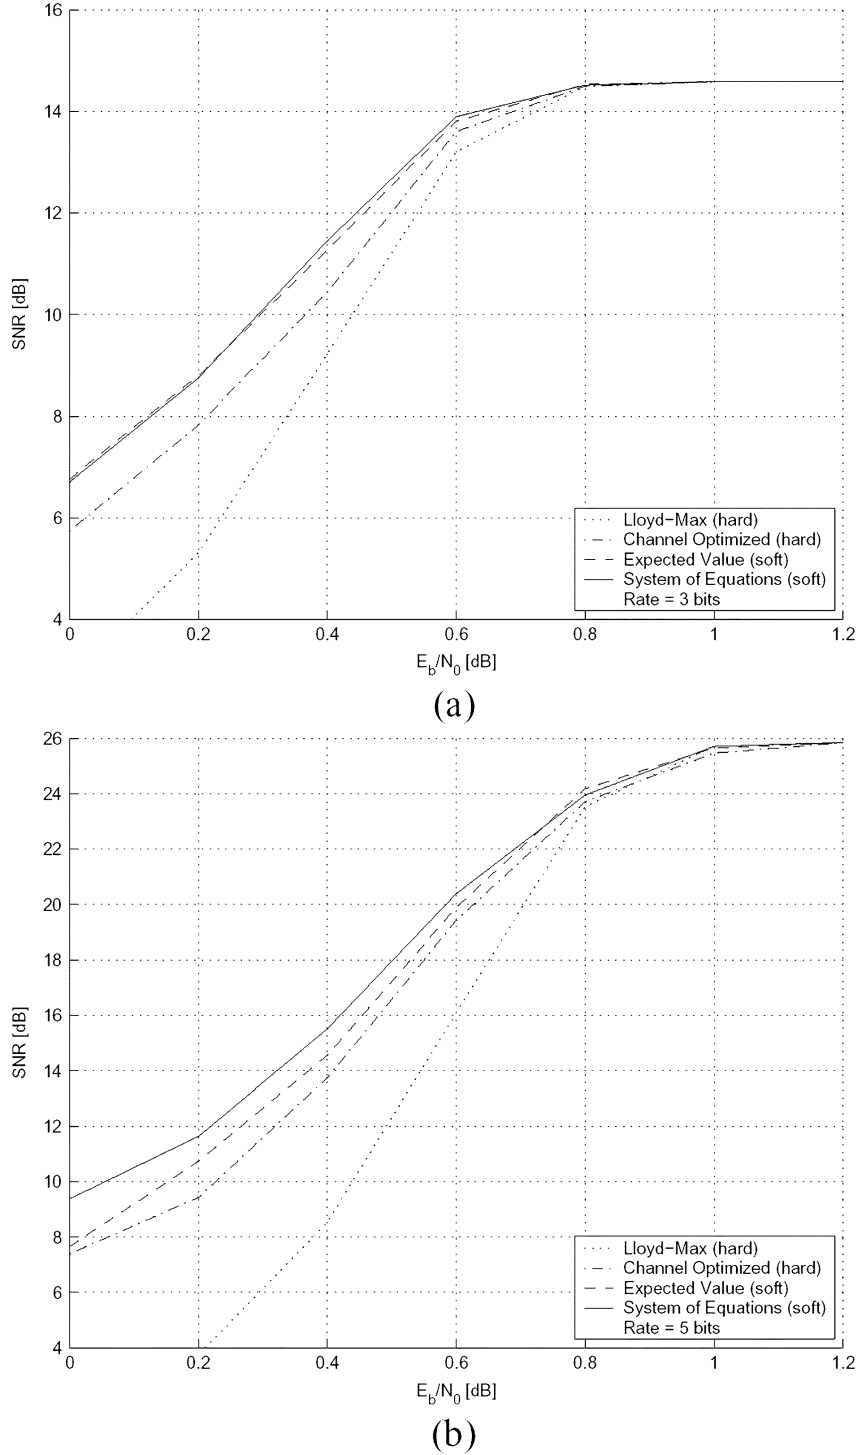 16
14
12
10
8
6
4
SNR [dB]
Lloyd−Max (hard)
Channel Optimized (hard)
Expected Value (soft)
System of Equations (soft)
Rate = 3 bits
0 0.2 0.4 0.6 0.8 1 1.2
E_b/N_0 [dB]
(a)
26
24
22
20
18
16
14
12
10
8
6
4
SNR [dB]
Lloyd−Max (hard)
Channel Optimized (hard)
Expected Value (soft)
System of Equations (soft)
Rate = 5 bits
0 0.2 0.4 0.6 0.8 1 1.2
E_b/N_0 [dB]
(b)